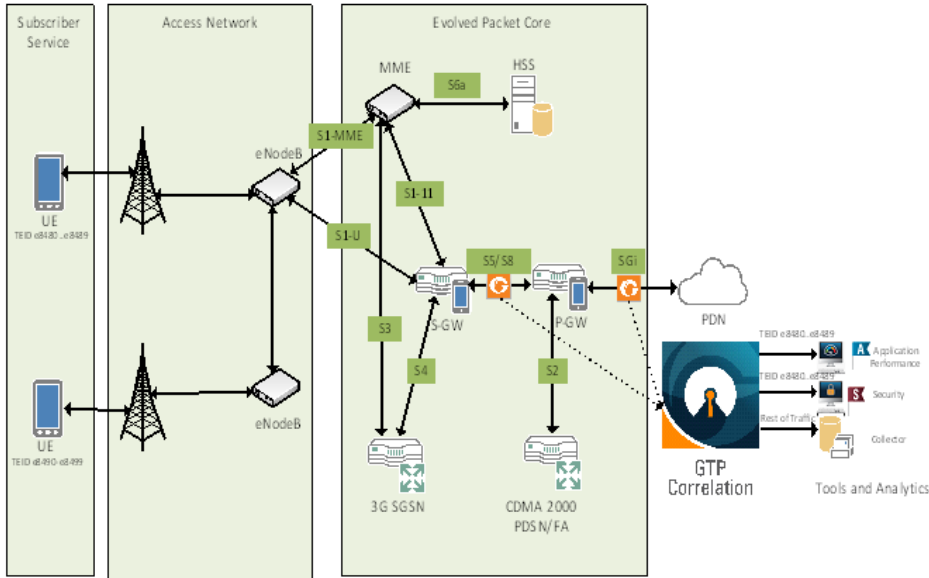 Subscriber
Service
Access Network
Evolved Packet Core
MME
HSS
S6a
S1-MME
eNodeB
S1-11
UE
TEID e8480..e8489
S1-U
S5/S8
SGi
S-GW
P-GW
PDN
S3
S4
S2
TEID e8480..e8489
A
Application
Performance
TEID e8480..e8489
S
Security
Rest of Traffic
Collector
eNodeB
UE
TEID e8490-e8499
GTP
Correlation
Tools and Analytics
3G SGSN
CDMA 2000
PDSN/FA